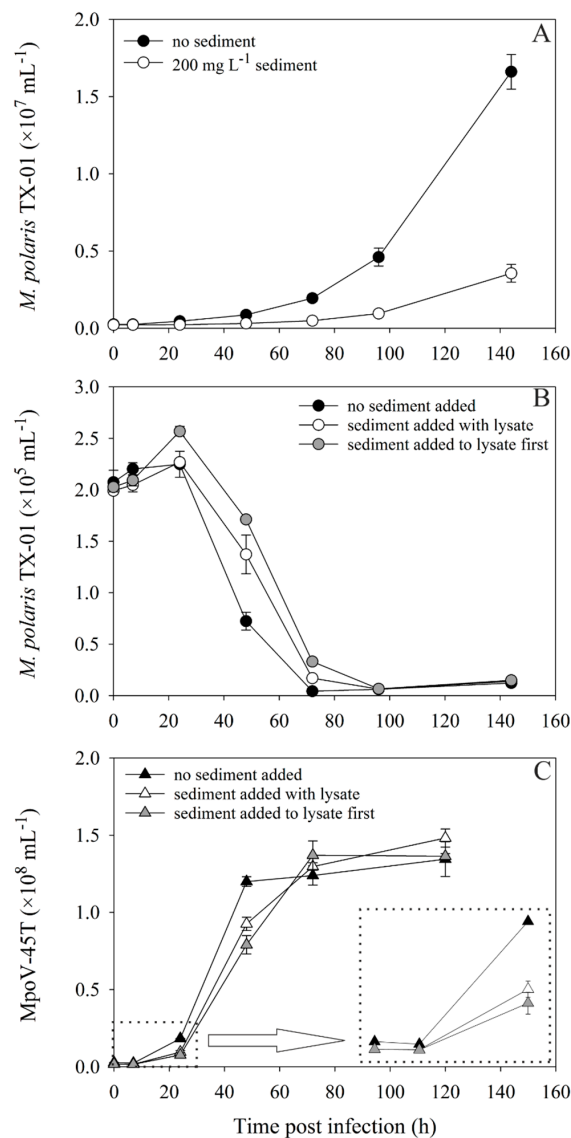 A
no sediment
200 mg L⁻¹ sediment
M. polaris TX-01 (×10⁷ mL⁻¹)
2.0
1.5
1.0
0.5
0.0
0 20 40 60 80 100 120 140 160
B
no sediment added
sediment added with lysate
sediment added to lysate first
M. polaris TX-01 (×10⁵ mL⁻¹)
3.0
2.5
2.0
1.5
1.0
0.5
0.0
0 20 40 60 80 100 120 140 160
C
no sediment added
sediment added with lysate
sediment added to lysate first
MpoV-45T (×10⁸ mL⁻¹)
2.0
1.5
1.0
0.5
0.0
0 20 40 60 80 100 120 140 160
Time post infection (h)